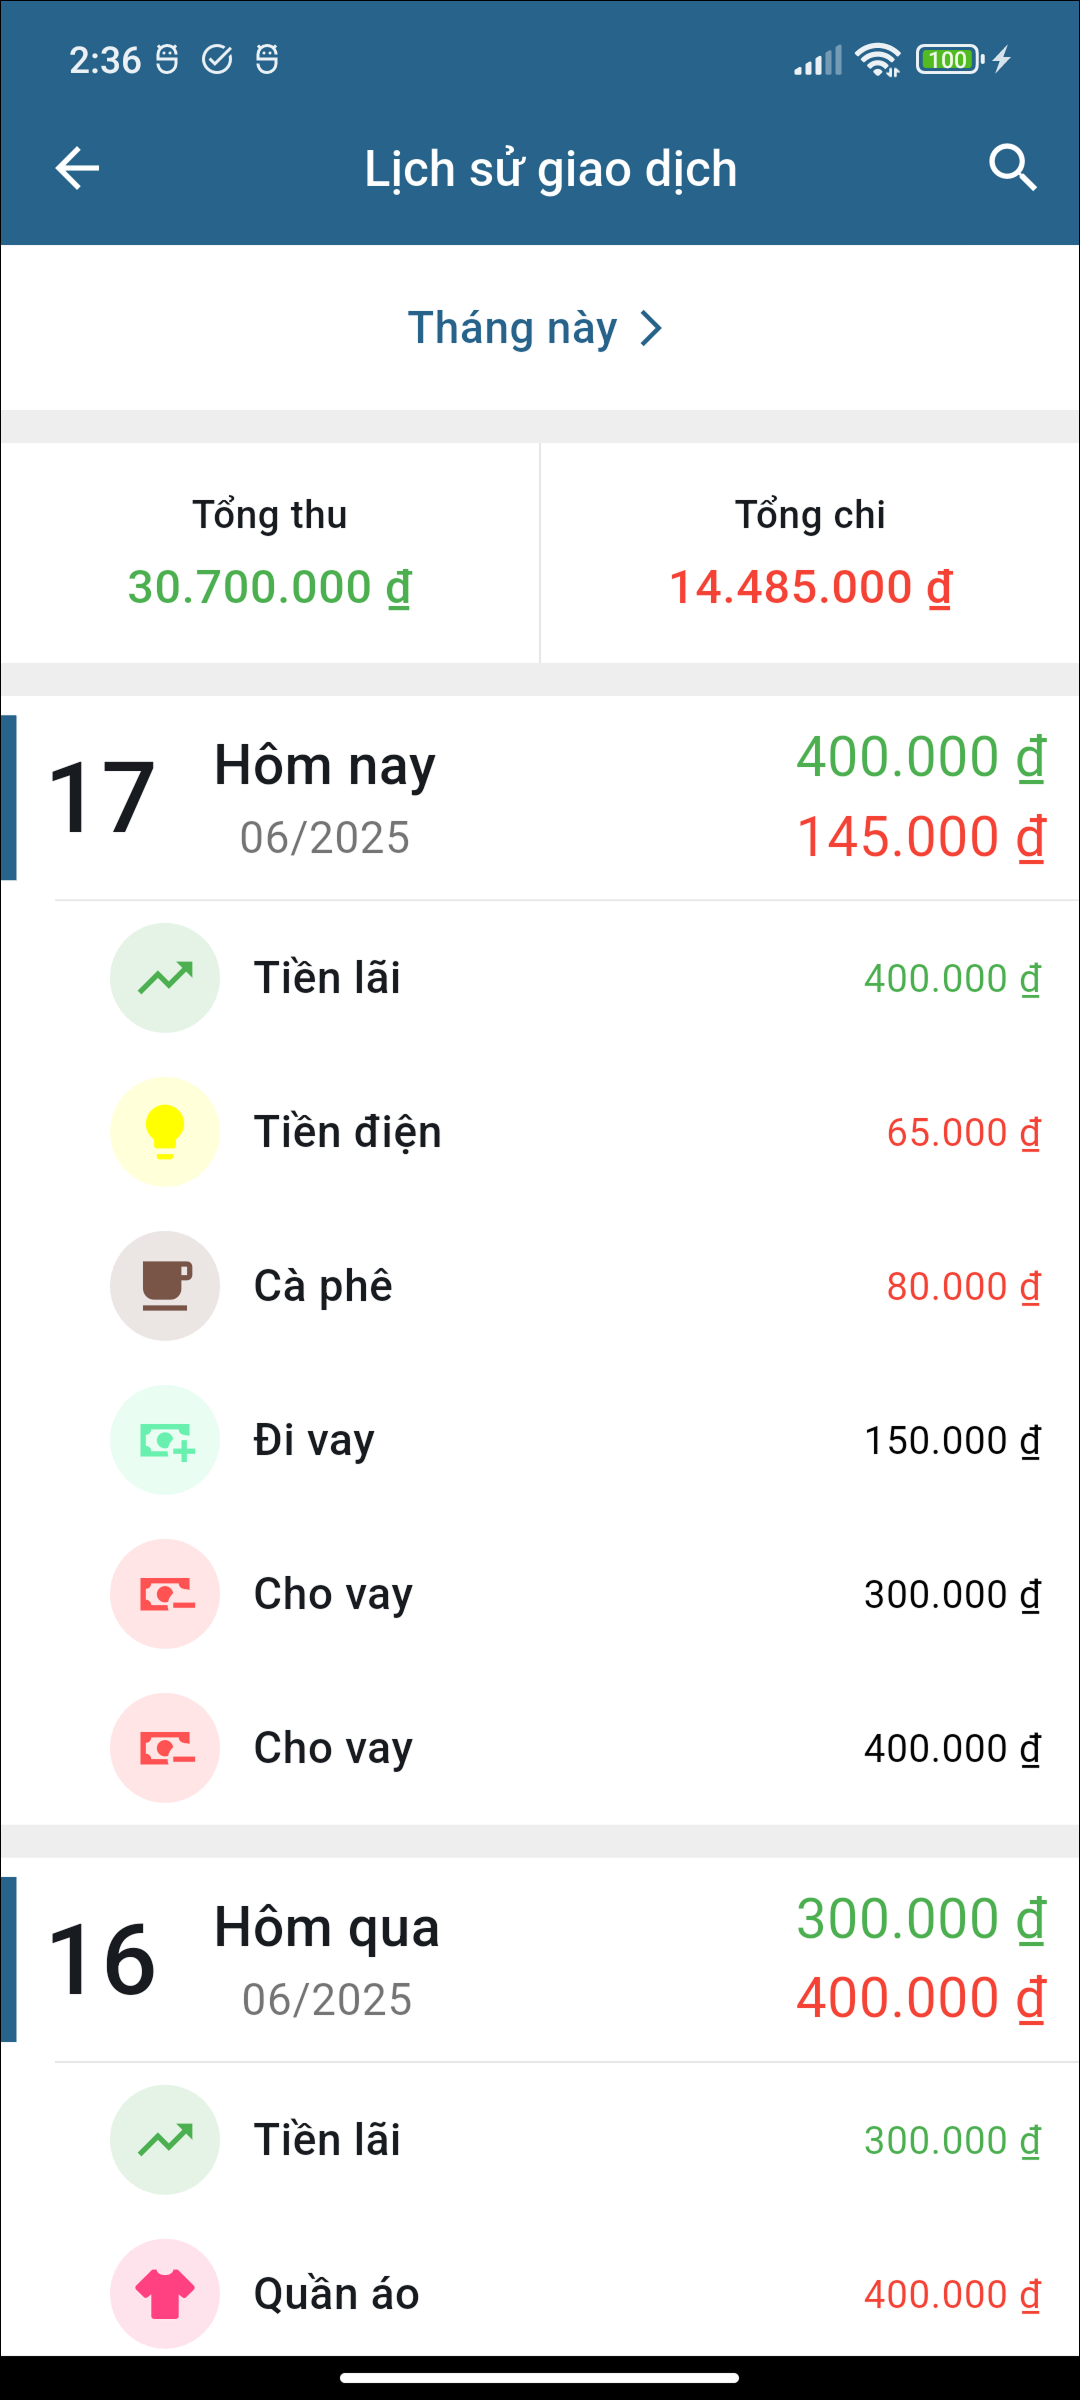 2:36
100
Lịch sử giao dịch
Tháng này
Tổng thu
Tổng chi
30.700.000 ₫
14.485.000 ₫
17
Hôm nay
06/2025
400.000 ₫
145.000 ₫
Tiền lãi
400.000 ₫
Tiền điện
65.000 ₫
Cà phê
80.000 ₫
Đi vay
150.000 ₫
Cho vay
300.000 ₫
Cho vay
400.000 ₫
16
Hôm qua
06/2025
300.000 ₫
400.000 ₫
Tiền lãi
300.000 ₫
Quần áo
400.000 ₫